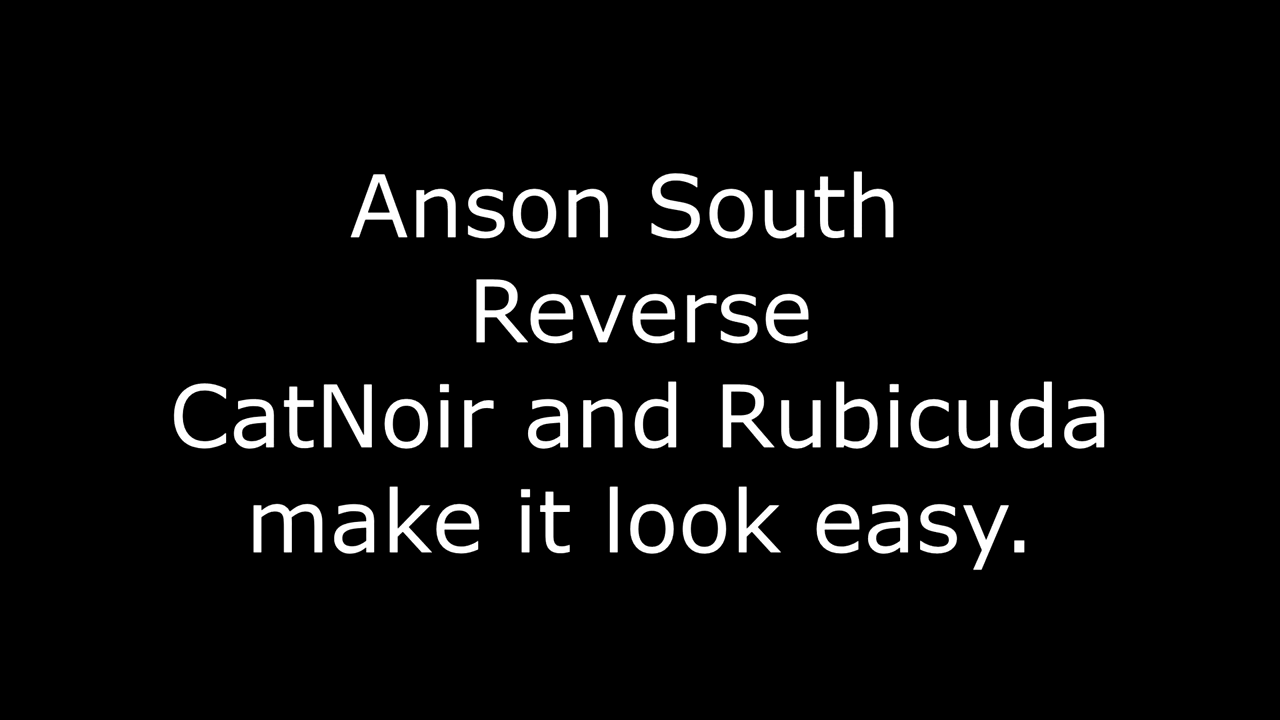 Anson South
Reverse
CatNoir and Rubicuda
make it look easy.